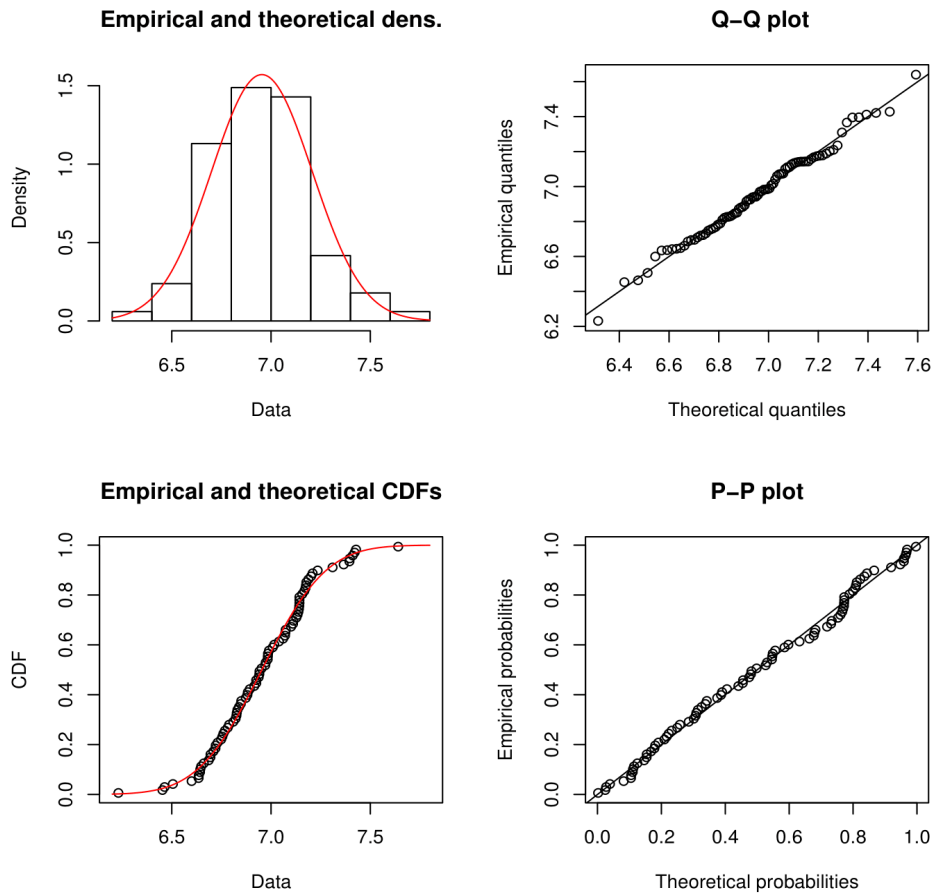 Empirical and theoretical dens.
Density
0.0 0.5 1.0 1.5
6.5 7.0 7.5
Data
Q−Q plot
Empirical quantiles
6.2 6.6 7.0 7.4
6.4 6.6 6.8 7.0 7.2 7.4 7.6
Theoretical quantiles
Empirical and theoretical CDFs
CDF
0.0 0.2 0.4 0.6 0.8 1.0
6.5 7.0 7.5
Data
P−P plot
Empirical probabilities
0.0 0.2 0.4 0.6 0.8 1.0
0.0 0.2 0.4 0.6 0.8 1.0
Theoretical probabilities